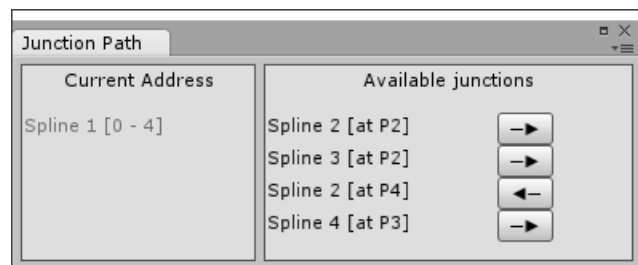 Junction Path
Current Address
Available junctions
Spline 1 [0 - 4]
Spline 2 [at P2]
Spline 3 [at P2]
Spline 2 [at P4]
Spline 4 [at P3]